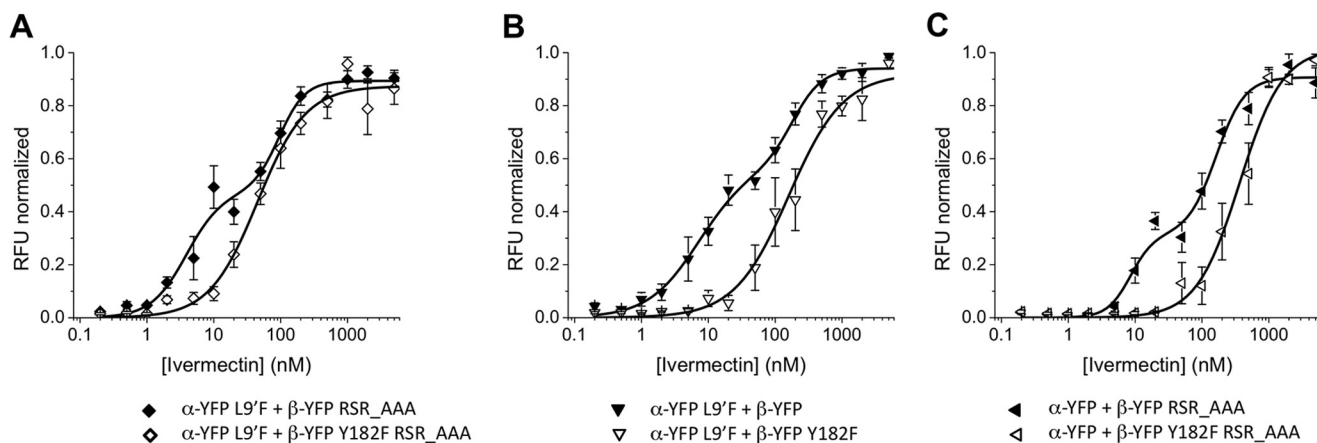 A
RFU normalized
1.0
0.8
0.6
0.4
0.2
0.0
0.1 1 10 100 1000
[Ivermectin] (nM)
α-YFP L9’F + β-YFP RSR_AAA
α-YFP L9’F + β-YFP Y182F RSR_AAA
B
RFU normalized
1.0
0.8
0.6
0.4
0.2
0.0
0.1 1 10 100 1000
[Ivermectin] (nM)
α-YFP L9’F + β-YFP
α-YFP L9’F + β-YFP Y182F
C
RFU normalized
1.0
0.8
0.6
0.4
0.2
0.0
0.1 1 10 100 1000
[Ivermectin] (nM)
α-YFP + β-YFP RSR_AAA
α-YFP + β-YFP Y182F RSR_AAA